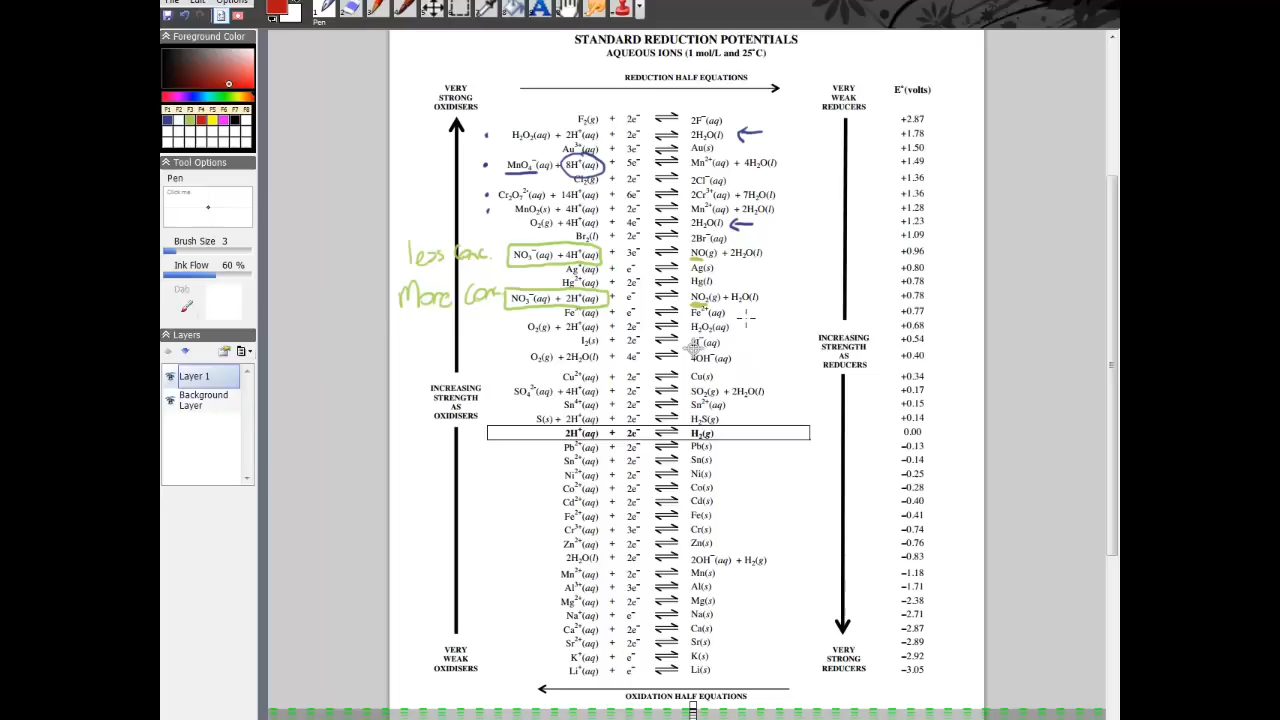 File Edit Options
1
Pen
Foreground Color
F1 F2 F3 F4 F5 F6 F7 F8
Tool Options
Pen
Click me
Brush Size 3
Ink Flow 60 %
Dab
Layers
Layer 1
Background Layer
STANDARD REDUCTION POTENTIALS
AQUEOUS IONS (1 mol/L and 25°C)
REDUCTION HALF EQUATIONS
VERY STRONG OXIDISERS
VERY WEAK REDUCERS
E°(volts)
F₂(g) + 2e⁻ ⇌ 2F⁻(aq) +2.87
H₂O₂(aq) + 2H⁺(aq) + 2e⁻ ⇌ 2H₂O(l) +1.78
Au³⁺(aq) + 3e⁻ ⇌ Au(s) +1.50
MnO₄⁻(aq) + 8H⁺(aq) + 5e⁻ ⇌ Mn²⁺(aq) + 4H₂O(l) +1.49
Cl₂(g) + 2e⁻ ⇌ 2Cl⁻(aq) +1.36
Cr₂O₇²⁻(aq) + 14H⁺(aq) + 6e⁻ ⇌ 2Cr³⁺(aq) + 7H₂O(l) +1.36
MnO₂(s) + 4H⁺(aq) + 2e⁻ ⇌ Mn²⁺(aq) + 2H₂O(l) +1.28
O₂(g) + 4H⁺(aq) + 4e⁻ ⇌ 2H₂O(l) +1.23
Br₂(l) + 2e⁻ ⇌ 2Br⁻(aq) +1.09
less conc. NO₃⁻(aq) + 4H⁺(aq) + 3e⁻ ⇌ NO(g) + 2H₂O(l) +0.96
Ag⁺(aq) + e⁻ ⇌ Ag(s) +0.80
Hg²⁺(aq) + 2e⁻ ⇌ Hg(l) +0.78
More conc NO₃⁻(aq) + 2H⁺(aq) + e⁻ ⇌ NO₂(g) + H₂O(l) +0.78
Fe³⁺(aq) + e⁻ ⇌ Fe²⁺(aq) +0.77
O₂(g) + 2H⁺(aq) + 2e⁻ ⇌ H₂O₂(aq) +0.68
I₂(s) + 2e⁻ ⇌ 2I⁻(aq) +0.54
O₂(g) + 2H₂O(l) + 4e⁻ ⇌ 4OH⁻(aq) +0.40
INCREASING STRENGTH AS REDUCERS
Cu²⁺(aq) + 2e⁻ ⇌ Cu(s) +0.34
INCREASING STRENGTH AS OXIDISERS
SO₄²⁻(aq) + 4H⁺(aq) + 2e⁻ ⇌ SO₂(g) + 2H₂O(l) +0.17
Sn⁴⁺(aq) + 2e⁻ ⇌ Sn²⁺(aq) +0.15
S(s) + 2H⁺(aq) + 2e⁻ ⇌ H₂S(g) +0.14
2H⁺(aq) + 2e⁻ ⇌ H₂(g) 0.00
Pb²⁺(aq) + 2e⁻ ⇌ Pb(s) −0.13
Sn²⁺(aq) + 2e⁻ ⇌ Sn(s) −0.14
Ni²⁺(aq) + 2e⁻ ⇌ Ni(s) −0.25
Co²⁺(aq) + 2e⁻ ⇌ Co(s) −0.28
Cd²⁺(aq) + 2e⁻ ⇌ Cd(s) −0.40
Fe²⁺(aq) + 2e⁻ ⇌ Fe(s) −0.41
Cr³⁺(aq) + 3e⁻ ⇌ Cr(s) −0.74
Zn²⁺(aq) + 2e⁻ ⇌ Zn(s) −0.76
2H₂O(l) + 2e⁻ ⇌ 2OH⁻(aq) + H₂(g) −0.83
Mn²⁺(aq) + 2e⁻ ⇌ Mn(s) −1.18
Al³⁺(aq) + 3e⁻ ⇌ Al(s) −1.71
Mg²⁺(aq) + 2e⁻ ⇌ Mg(s) −2.38
Na⁺(aq) + e⁻ ⇌ Na(s) −2.71
Ca²⁺(aq) + 2e⁻ ⇌ Ca(s) −2.87
Sr²⁺(aq) + 2e⁻ ⇌ Sr(s) −2.89
K⁺(aq) + e⁻ ⇌ K(s) −2.92
Li⁺(aq) + e⁻ ⇌ Li(s) −3.05
VERY WEAK OXIDISERS
VERY STRONG REDUCERS
OXIDATION HALF EQUATIONS